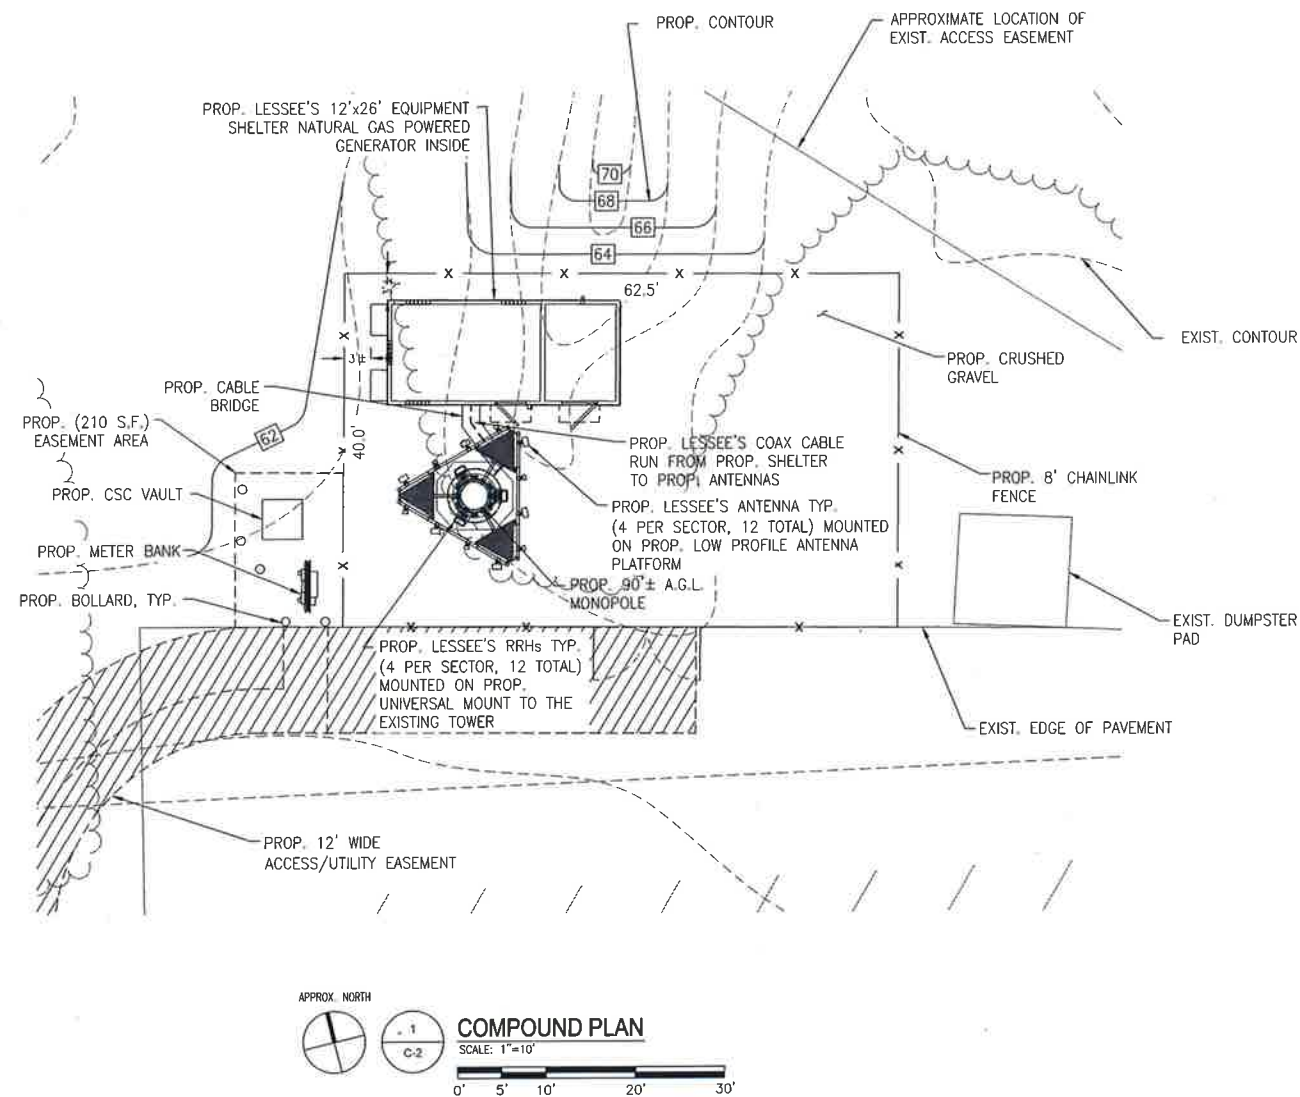 PROP. CONTOUR
APPROXIMATE LOCATION OF
EXIST. ACCESS EASEMENT
PROP. LESSEE'S 12'x26' EQUIPMENT
SHELTER NATURAL GAS POWERED
GENERATOR INSIDE
70
68
66
64
62.5'
EXIST. CONTOUR
PROP. CRUSHED
GRAVEL
PROP. CABLE
BRIDGE
PROP. (210 S.F.)
EASEMENT AREA
62
40.0'
PROP. LESSEE'S COAX CABLE
RUN FROM PROP. SHELTER
TO PROP. ANTENNAS
PROP. 8' CHAINLINK
FENCE
PROP. CSC VAULT
PROP. LESSEE'S ANTENNA TYP.
(4 PER SECTOR, 12 TOTAL) MOUNTED
ON PROP. LOW PROFILE ANTENNA
PLATFORM
PROP. METER BANK
PROP. 90'± A.G.L.
MONOPOLE
PROP. BOLLARD, TYP.
EXIST. DUMPSTER
PAD
PROP. LESSEE'S RRHs TYP.
(4 PER SECTOR, 12 TOTAL)
MOUNTED ON PROP.
UNIVERSAL MOUNT TO THE
EXISTING TOWER
EXIST. EDGE OF PAVEMENT
PROP. 12' WIDE
ACCESS/UTILITY EASEMENT
APPROX. NORTH
1
C-2
COMPOUND PLAN
SCALE: 1"=10'
0' 5' 10' 20' 30'